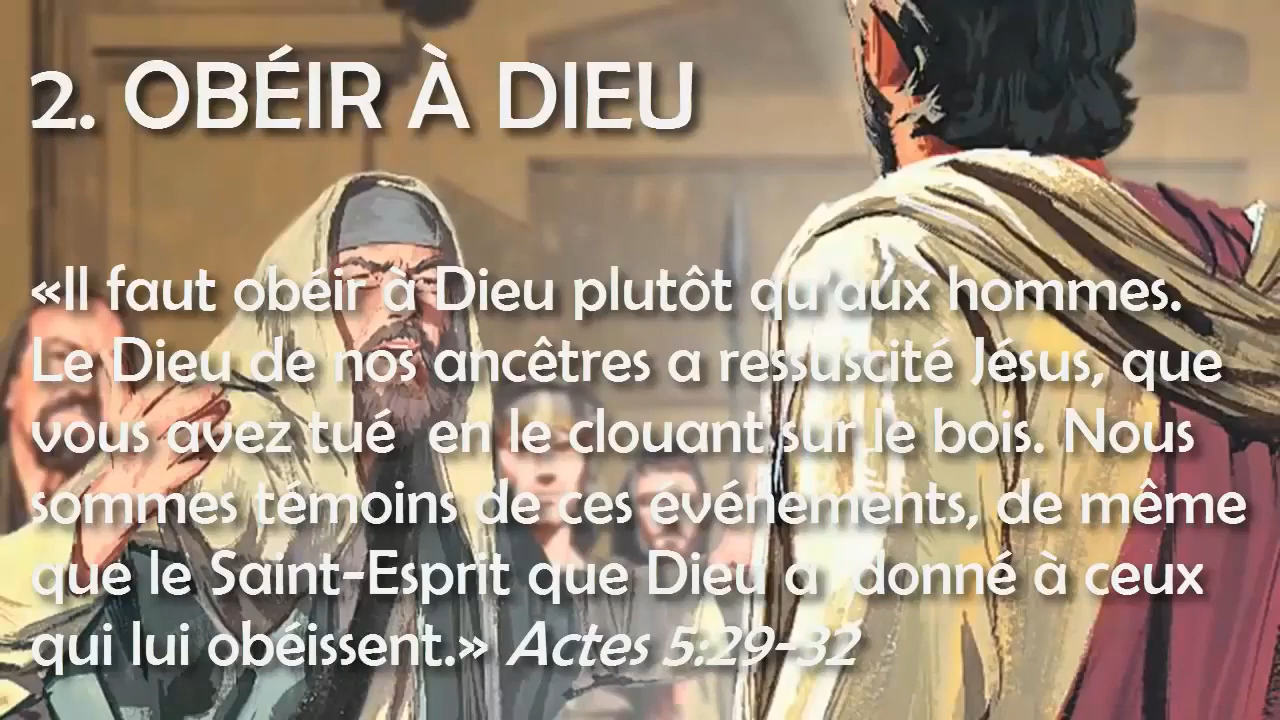 2. OBÉIR À DIEU
«Il faut obéir à Dieu plutôt qu'aux hommes.
Le Dieu de nos ancêtres a ressuscité Jésus, que
vous avez tué en le clouant sur le bois. Nous
sommes témoins de ces événements, de même
que le Saint-Esprit que Dieu a donné à ceux
qui lui obéissent.» Actes 5:29-32